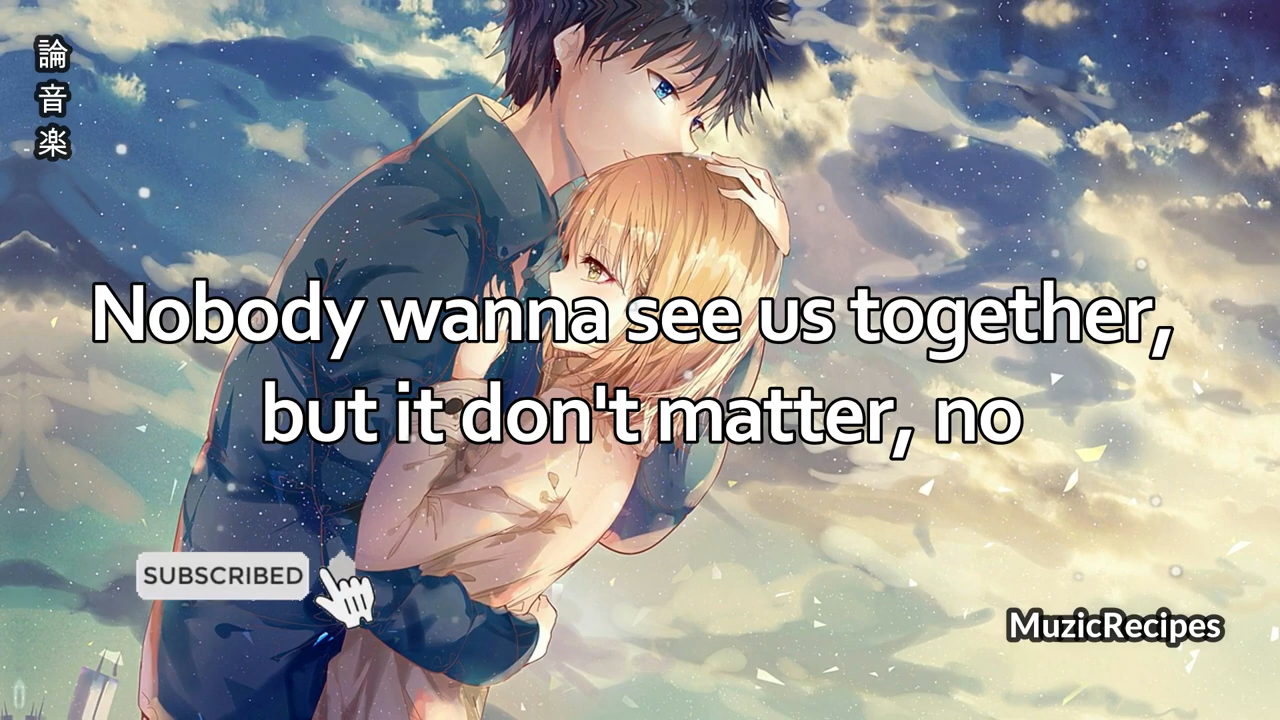 論
音
楽
Nobody wanna see us together,
but it don't matter, no
SUBSCRIBED
MuzicRecipes